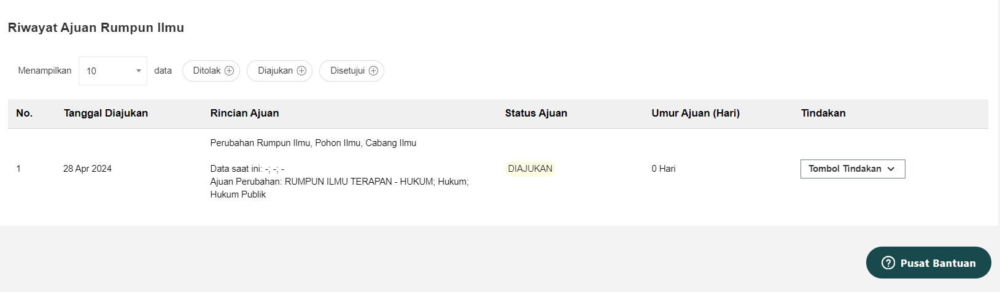 Riwayat Ajuan Rumpun Ilmu
Menampilkan 10 data Ditolak Diajukan Disetujui
No. Tanggal Diajukan Rincian Ajuan Status Ajuan Umur Ajuan (Hari) Tindakan
Perubahan Rumpun Ilmu, Pohon Ilmu, Cabang Ilmu
1 28 Apr 2024 Data saat ini: -; -; - DIAJUKAN 0 Hari Tombol Tindakan
Ajuan Perubahan: RUMPUN ILMU TERAPAN - HUKUM; Hukum;
Hukum Publik
Pusat Bantuan